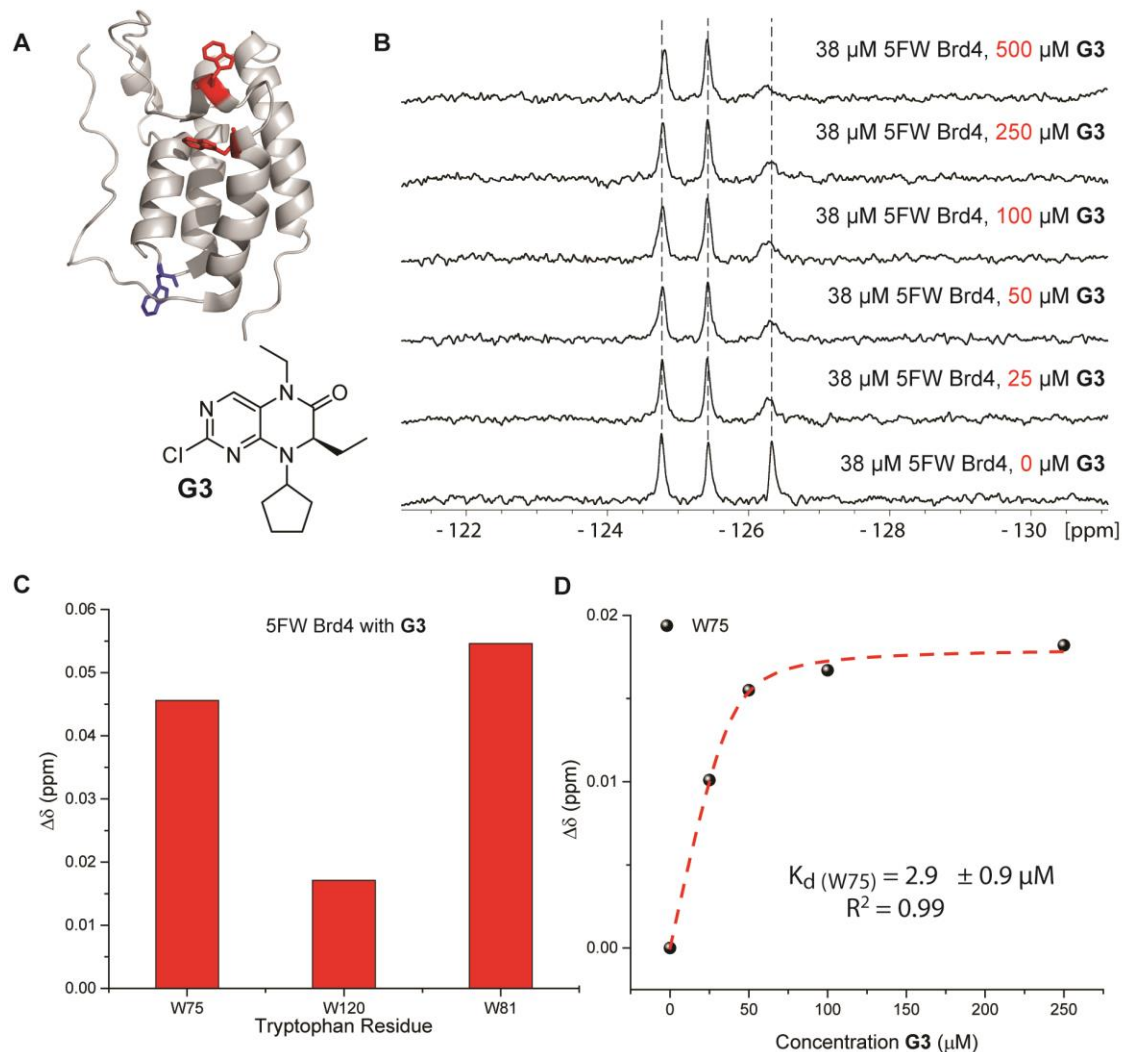 A
N
N
N
N
O
Cl
G3
B
38 µM 5FW Brd4, 500 µM G3
38 µM 5FW Brd4, 250 µM G3
38 µM 5FW Brd4, 100 µM G3
38 µM 5FW Brd4, 50 µM G3
38 µM 5FW Brd4, 25 µM G3
38 µM 5FW Brd4, 0 µM G3
- 122 - 124 - 126 - 128 - 130 [ppm]
C
5FW Brd4 with G3
Δδ (ppm)
0.06
0.05
0.04
0.03
0.02
0.01
0.00
W75 W120 W81
Tryptophan Residue
D
W75
Δδ (ppm)
0.02
0.01
0.00
Kd (W75) = 2.9 ± 0.9 µM
R2 = 0.99
0 50 100 150 200 250
Concentration G3 (µM)